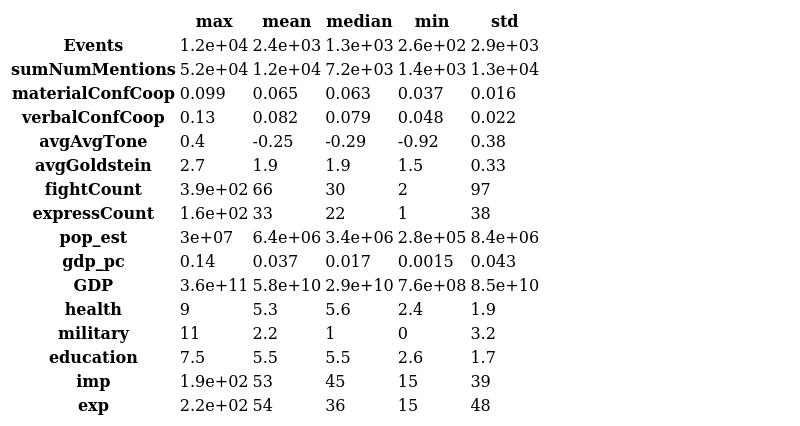 max mean median min std
Events 1.2e+04 2.4e+03 1.3e+03 2.6e+02 2.9e+03
sumNumMentions 5.2e+04 1.2e+04 7.2e+03 1.4e+03 1.3e+04
materialConfCoop 0.099 0.065 0.063 0.037 0.016
verbalConfCoop 0.13 0.082 0.079 0.048 0.022
avgAvgTone 0.4 -0.25 -0.29 -0.92 0.38
avgGoldstein 2.7 1.9 1.9 1.5 0.33
fightCount 3.9e+02 66 30 2 97
expressCount 1.6e+02 33 22 1 38
pop_est 3e+07 6.4e+06 3.4e+06 2.8e+05 8.4e+06
gdp_pc 0.14 0.037 0.017 0.0015 0.043
GDP 3.6e+11 5.8e+10 2.9e+10 7.6e+08 8.5e+10
health 9 5.3 5.6 2.4 1.9
military 11 2.2 1 0 3.2
education 7.5 5.5 5.5 2.6 1.7
imp 1.9e+02 53 45 15 39
exp 2.2e+02 54 36 15 48